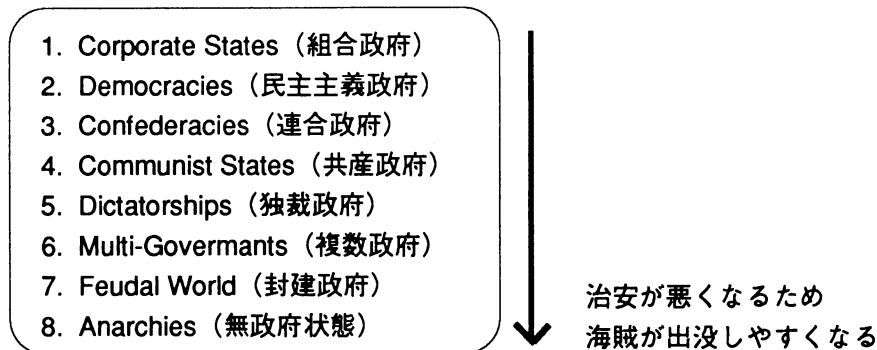 1. Corporate States（組合政府）
2. Democracies（民主主義政府）
3. Confederacies（連合政府）
4. Communist States（共産政府）
5. Dictatorships（独裁政府）
6. Multi-Govermants（複数政府）
7. Feudal World（封建政府）
8. Anarchies（無政府状態）
治安が悪くなるため
海賊が出没しやすくなる